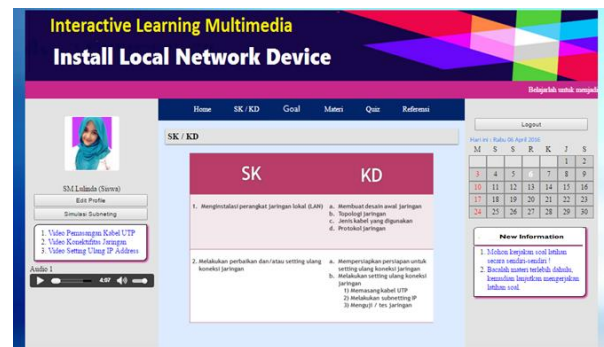 Interactive Learning Multimedia
Install Local Network Device
Belajarlah untuk menjadi
Home SK / KD Goal Materi Quiz Referensi
SM.Lulinda (Siswa)
Edit Profile
Simulasi Subneting
1. Video Pemasangan Kabel UTP
2. Video Konektifitas Jaringan
3. Video Setting Ulang IP Address
Audio 1
4:97
SK / KD
SK KD
1. Menginstalasi perangkat jaringan lokal (LAN)
a. Membuat desain awal jaringan
b. Topologi jaringan
c. Jenis kabel yang digunakan
d. Protokol jaringan
2. Melakukan perbaikan dan/atau setting ulang
koneksi jaringan
a. Mempersiapkan persiapan untuk
setting ulang koneksi jaringan
b. Melakukan setting ulang koneksi
jaringan
1) Memasang kabel UTP
2) Melakukan subnetting IP
3) Menguji / tes jaringan
Logout
Hari ini : Rabu 06 April 2016
M S S R K J S
1 2
3 4 5 6 7 8 9
10 11 12 13 14 15 16
17 18 19 20 21 22 23
24 25 26 27 28 29 30
New Information
1. Mohon kerjakan soal latihan
secara sendiri-sendiri !
2. Bacalah materi terlebih dahulu,
kemudian lanjutkan mengerjakan
latihan soal.